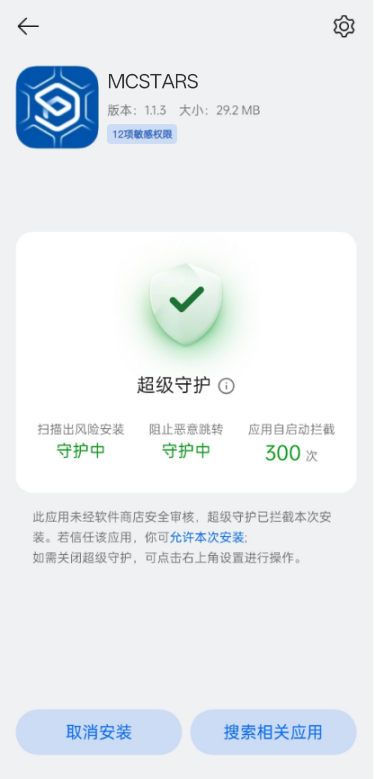 MCSTARS
版本：1.1.3 大小：29.2 MB
12项敏感权限
超级守护
扫描出风险安装 阻止恶意跳转 应用自启动拦截
守护中 守护中 300 次
此应用未经软件商店安全审核，超级守护已拦截本次安
装。若信任该应用，你可允许本次安装;
如需关闭超级守护，可点击右上角设置进行操作。
取消安装 搜索相关应用